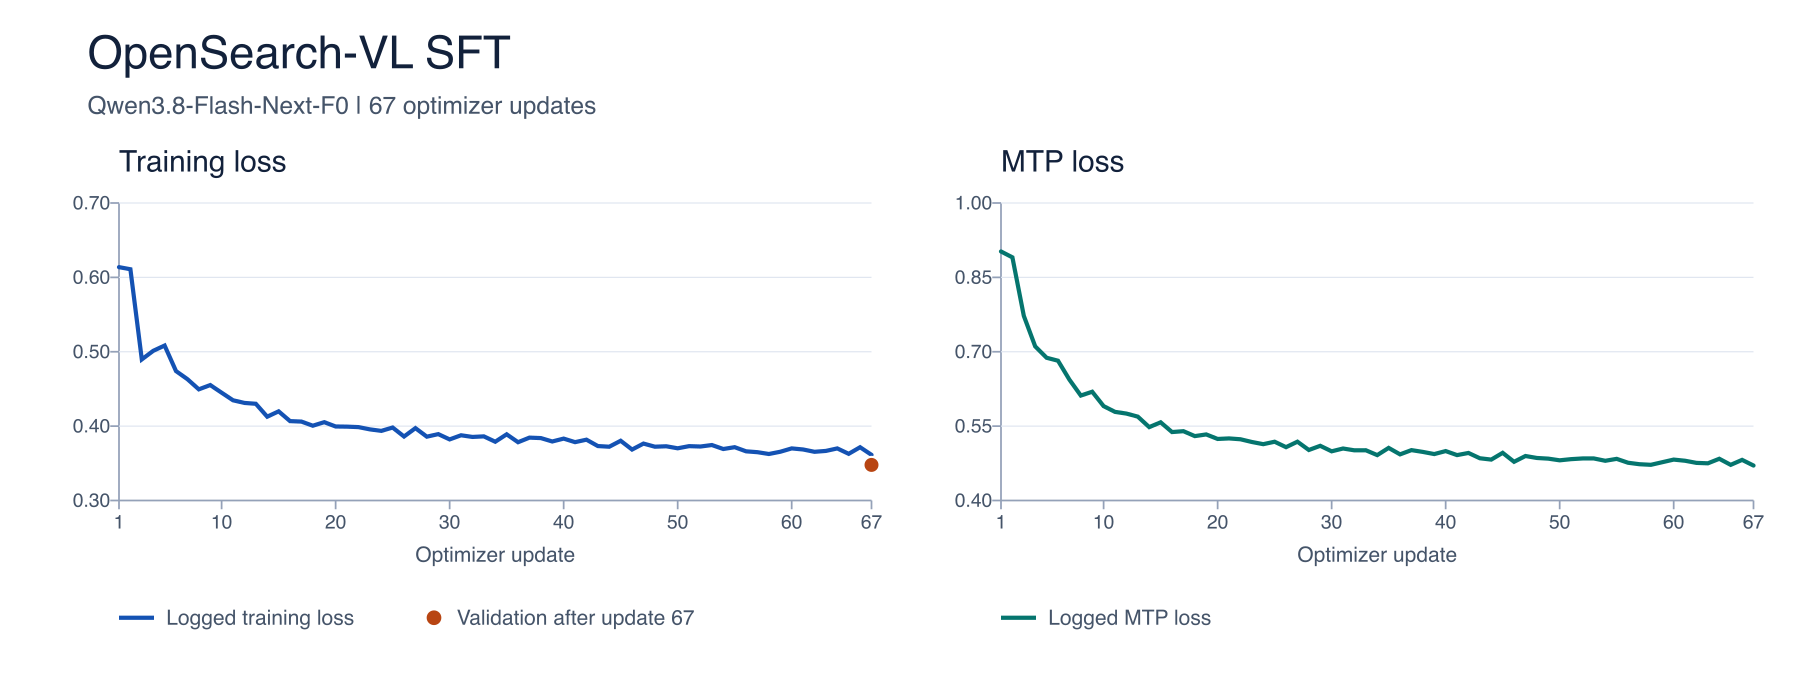 OpenSearch-VL SFT
Qwen3.8-Flash-Next-F0 | 67 optimizer updates
Training loss
0.70
0.60
0.50
0.40
0.30
1 10 20 30 40 50 60 67
Optimizer update
Logged training loss
Validation after update 67
MTP loss
1.00
0.85
0.70
0.55
0.40
1 10 20 30 40 50 60 67
Optimizer update
Logged MTP loss